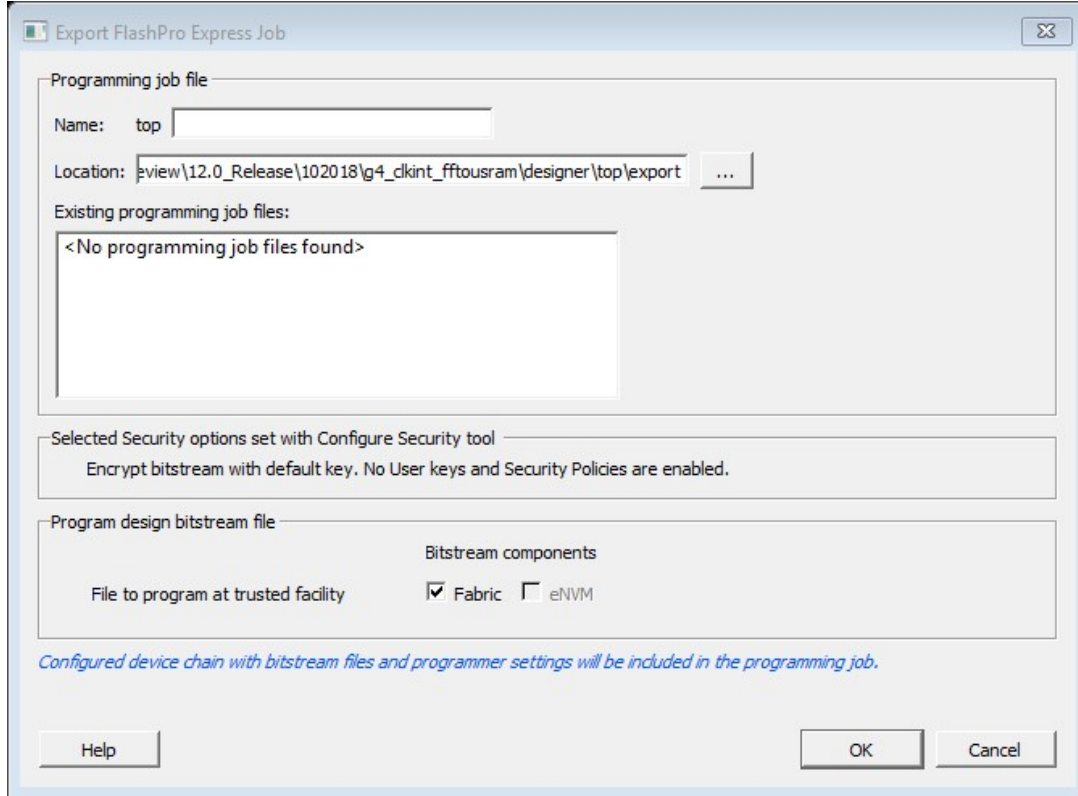 Export FlashPro Express Job
Programming job file
Name: top
Location: eview\12.0_Release\102018\g4_clkint_fftousram\designer\top\export ...
Existing programming job files:
<No programming job files found>
Selected Security options set with Configure Security tool
Encrypt bitstream with default key. No User keys and Security Policies are enabled.
Program design bitstream file
Bitstream components
File to program at trusted facility Fabric eNVM
Configured device chain with bitstream files and programmer settings will be included in the programming job.
Help OK Cancel